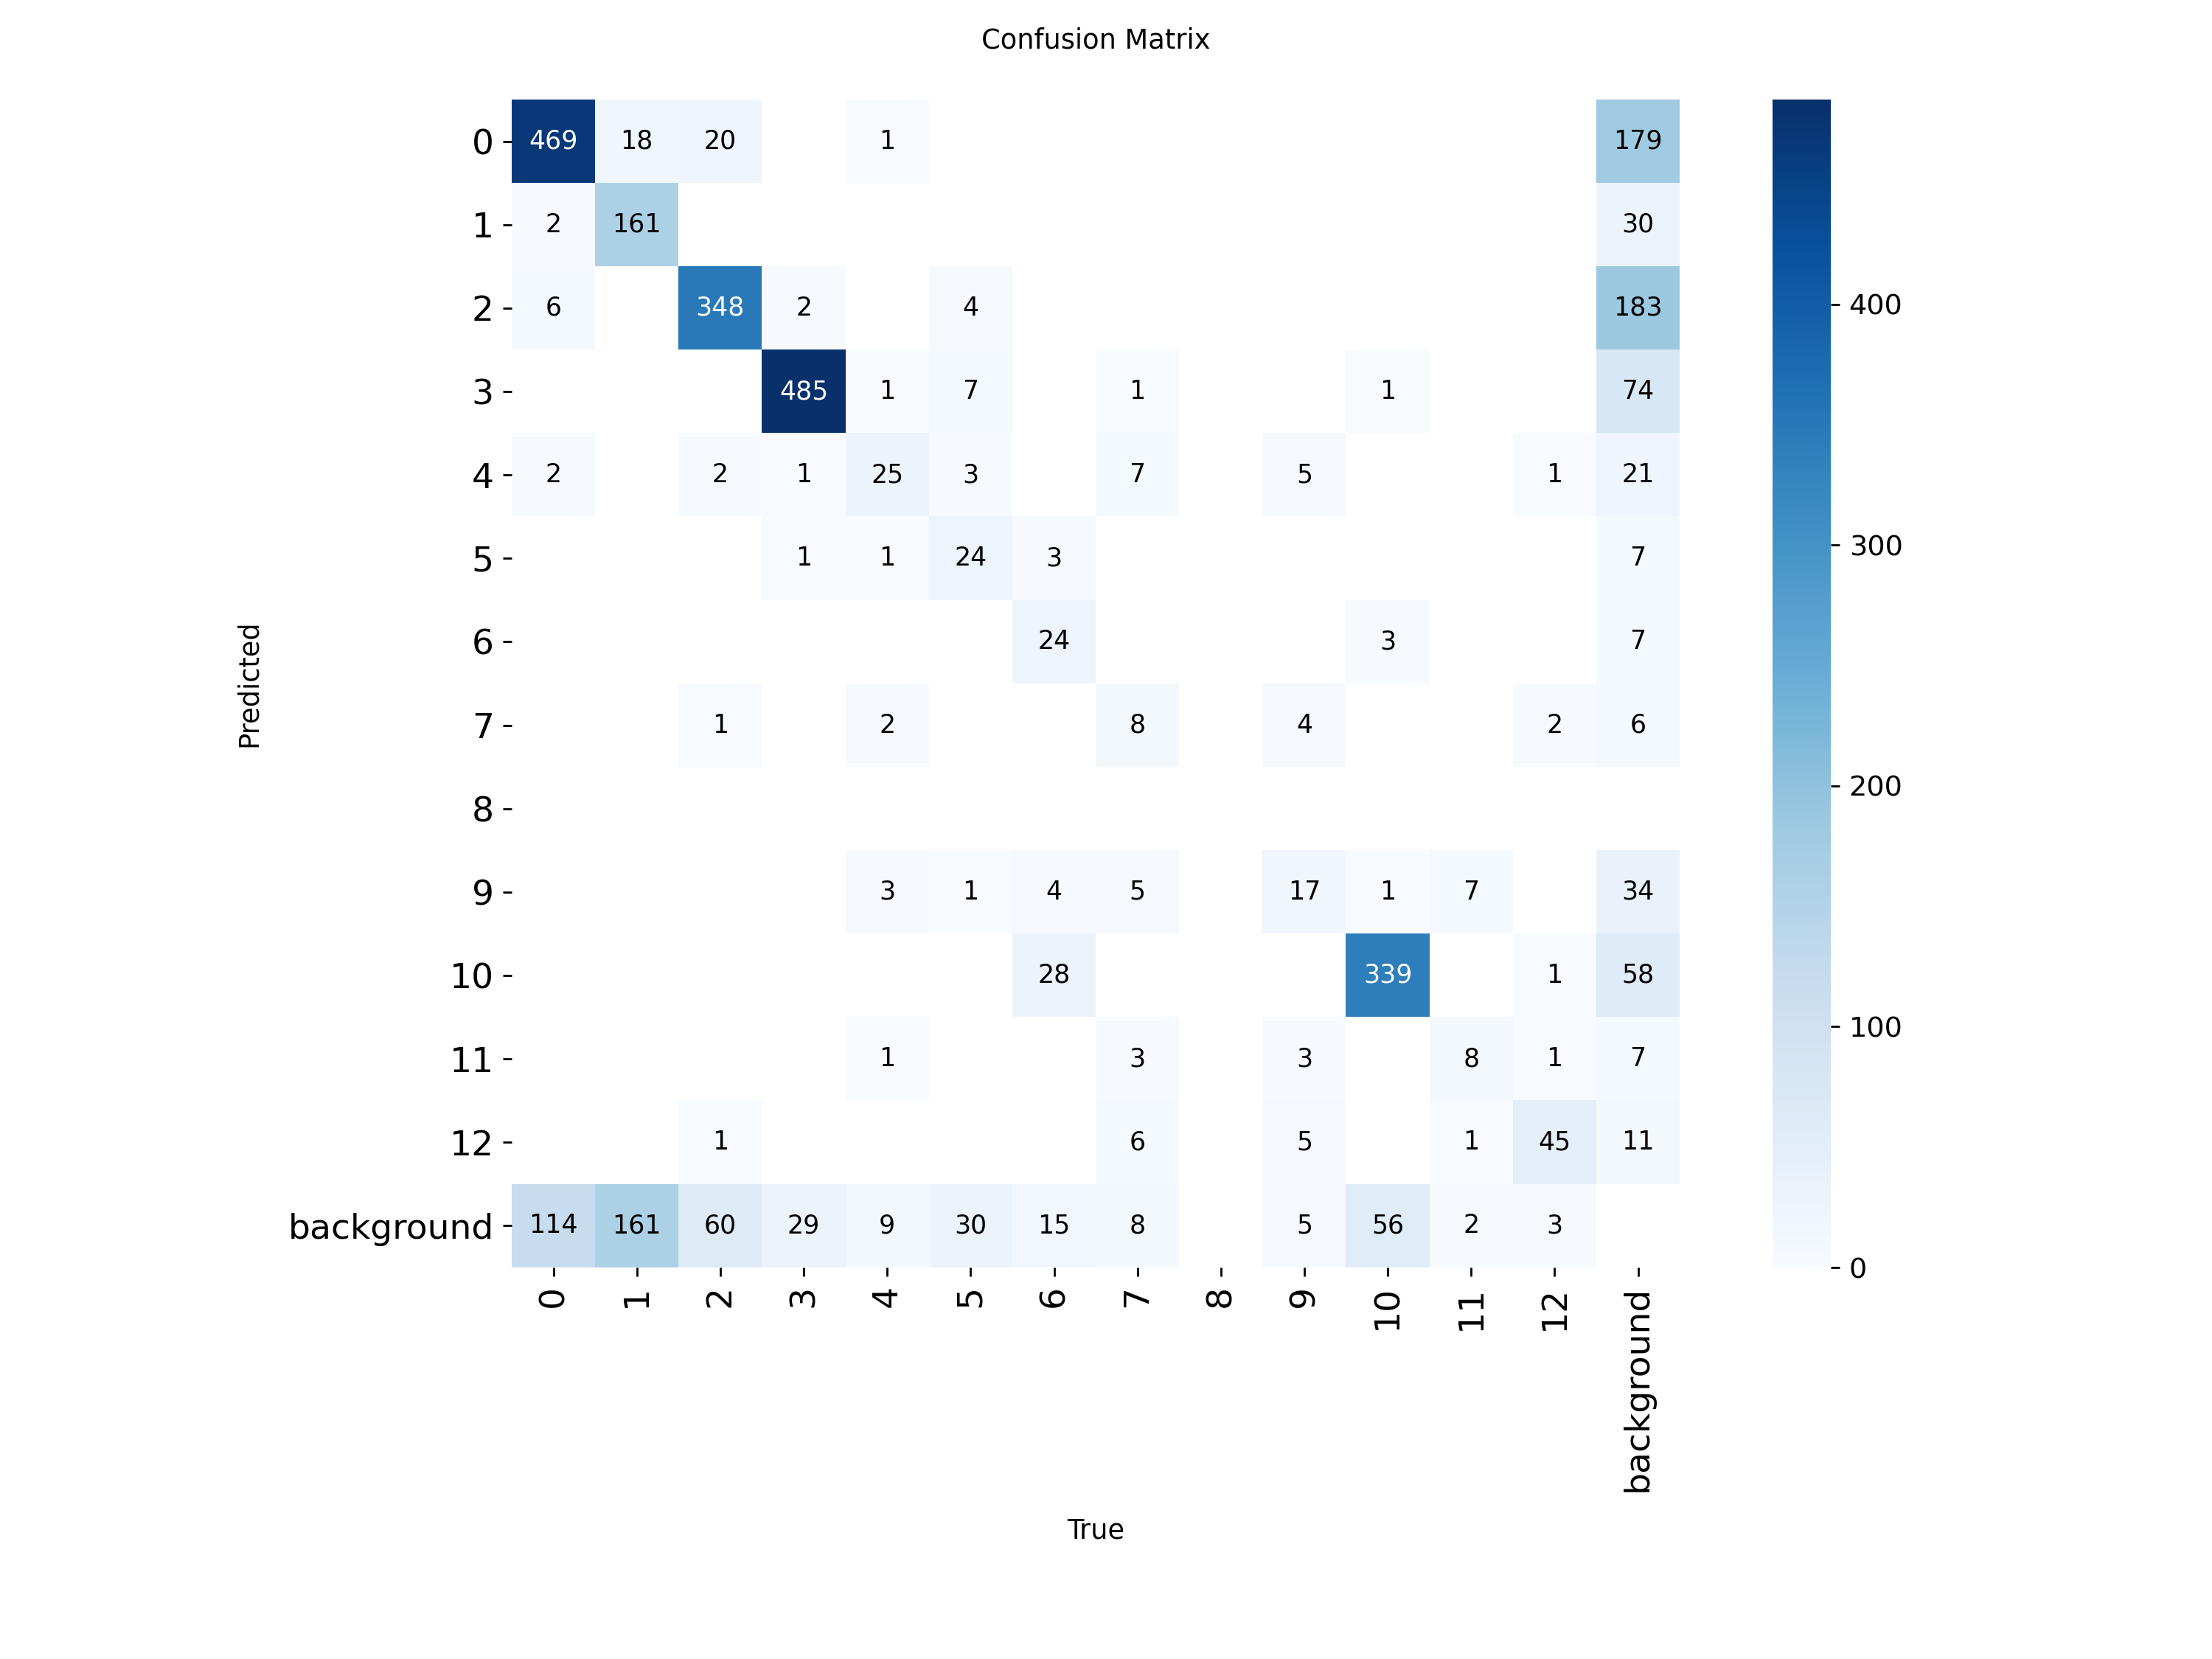 Confusion Matrix
0 469 18 20 1 179
1 2 161 30
2 6 348 2 4 183
3 485 1 7 1 1 74
4 2 2 1 25 3 7 5 1 21
5 1 1 24 3 7
6 24 3 7
7 1 2 8 4 2 6
8
9 3 1 4 5 17 1 7 34
10 28 339 1 58
11 1 3 3 8 1 7
12 1 6 5 1 45 11
background 114 161 60 29 9 30 15 8 5 56 2 3
0 1 2 3 4 5 6 7 8 9 10 11 12 background
True
Predicted
400
300
200
100
0